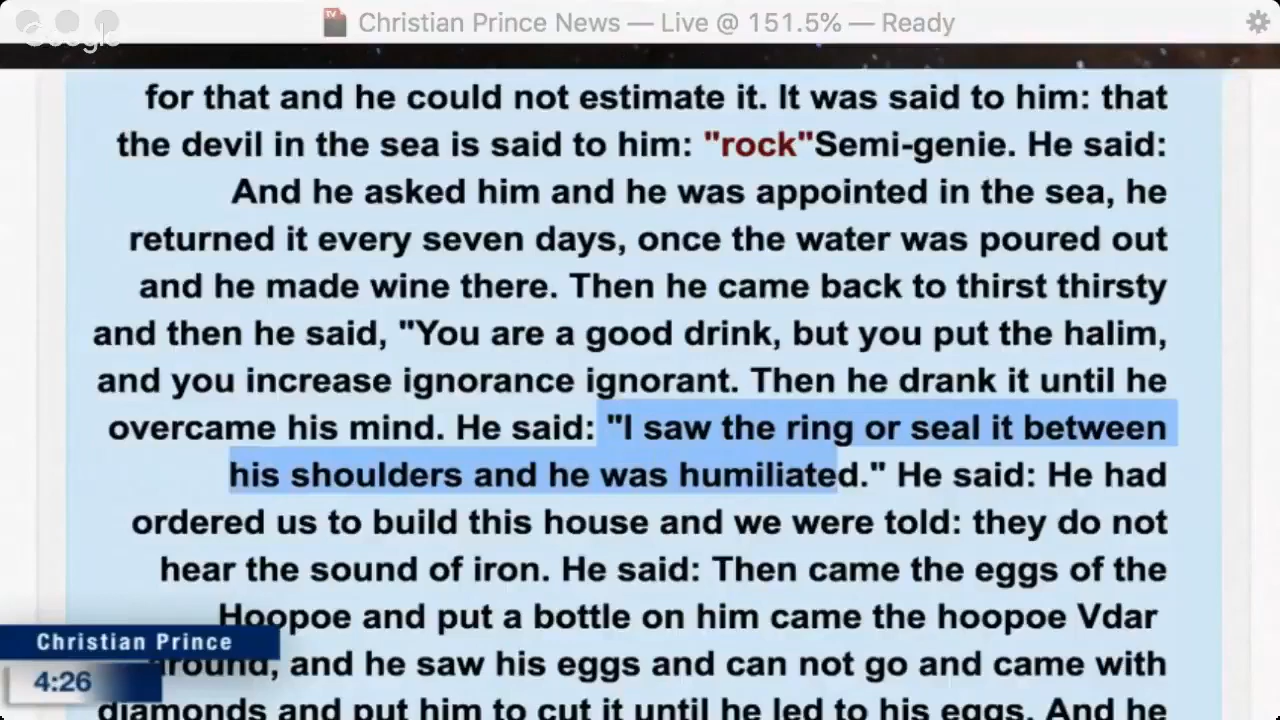 Christian Prince News — Live @ 151.5% — Ready
Google
for that and he could not estimate it. It was said to him: that
the devil in the sea is said to him: "rock"Semi-genie. He said:
And he asked him and he was appointed in the sea, he
returned it every seven days, once the water was poured out
and he made wine there. Then he came back to thirst thirsty
and then he said, "You are a good drink, but you put the halim,
and you increase ignorance ignorant. Then he drank it until he
overcame his mind. He said: "I saw the ring or seal it between
his shoulders and he was humiliated." He said: He had
ordered us to build this house and we were told: they do not
hear the sound of iron. He said: Then came the eggs of the
Hoopoe and put a bottle on him came the hoopoe Vdar
around, and he saw his eggs and can not go and came with
diamonds and put him to cut it until he led to his eggs. And he
Christian Prince
4:26